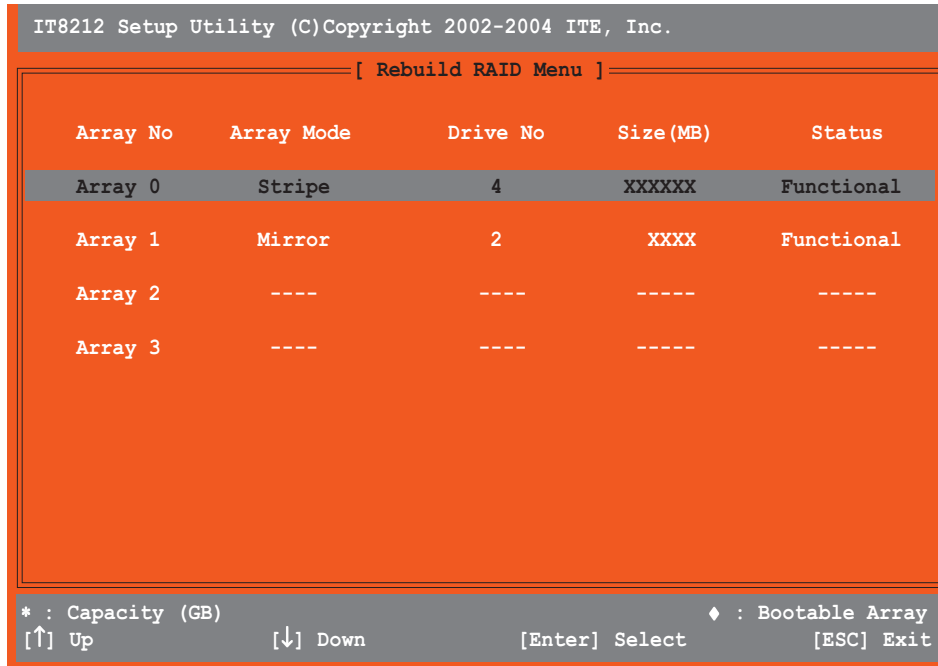 IT8212 Setup Utility (C)Copyright 2002-2004 ITE, Inc.
[ Rebuild RAID Menu ]
Array No Array Mode Drive No Size(MB) Status
Array 0 Stripe 4 XXXXXX Functional
Array 1 Mirror 2 XXXX Functional
Array 2 ---- ---- ----- -----
Array 3 ---- ---- ----- -----
* : Capacity (GB) ♦ : Bootable Array
[↑] Up [↓] Down [Enter] Select [ESC] Exit